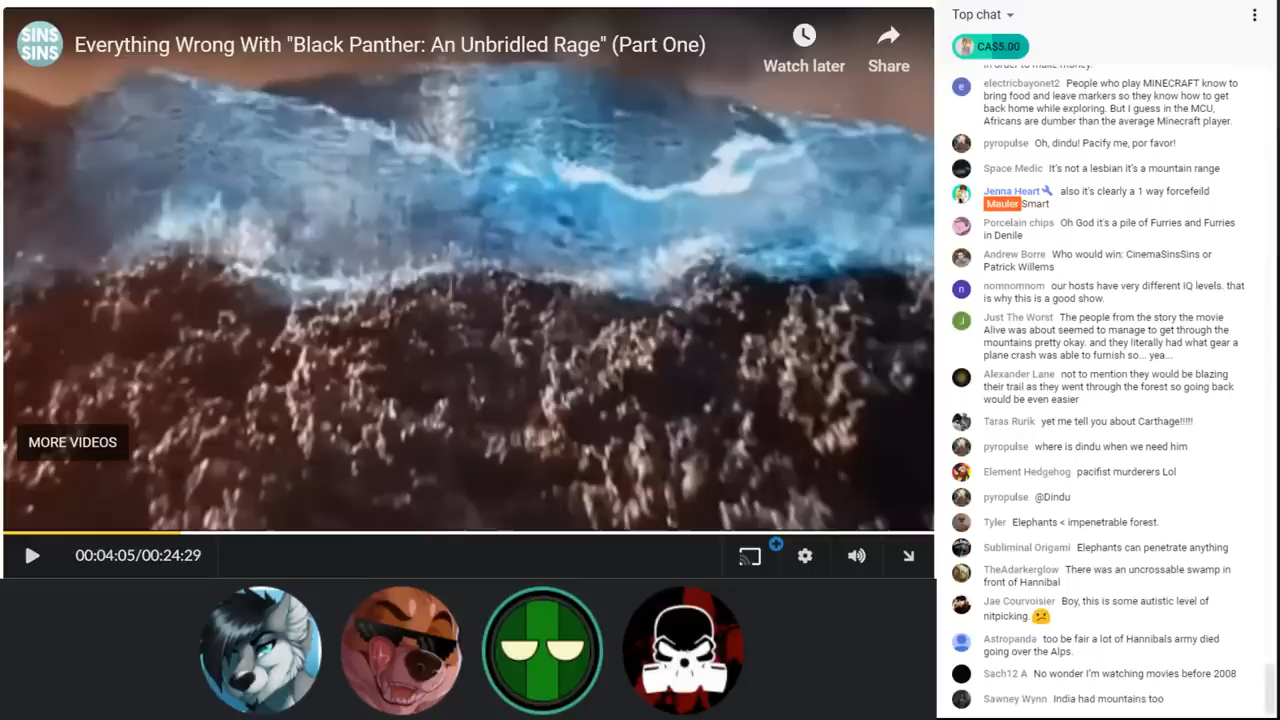 SINS
SINS
Everything Wrong With "Black Panther: An Unbridled Rage" (Part One)
Watch later
Share
MORE VIDEOS
00:04:05/00:24:29
Top chat
CA$5.00
in order to make money.
electricbayonet2 People who play MINECRAFT know to
bring food and leave markers so they know how to get
back home while exploring. But I guess in the MCU,
Africans are dumber than the average Minecraft player.
pyropulse Oh, dindu! Pacify me, por favor!
Space Medic It's not a lesbian it's a mountain range
Jenna Heart also it's clearly a 1 way forcefeild
Mauler Smart
Porcelain chips Oh God it's a pile of Furries and Furries
in Denile
Andrew Borre Who would win: CinemaSinsSins or
Patrick Willems
nomnomnom our hosts have very different IQ levels. that
is why this is a good show.
Just The Worst The people from the story the movie
Alive was about seemed to manage to get through the
mountains pretty okay. and they literally had what gear a
plane crash was able to furnish so... yea...
Alexander Lane not to mention they would be blazing
their trail as they went through the forest so going back
would be even easier
Taras Rurik yet me tell you about Carthage!!!!!
pyropulse where is dindu when we need him
Element Hedgehog pacifist murderers Lol
pyropulse @Dindu
Tyler Elephants < impenetrable forest.
Subliminal Origami Elephants can penetrate anything
TheAdarkerglow There was an uncrossable swamp in
front of Hannibal
Jae Courvoisier Boy, this is some autistic level of
nitpicking.
Astropanda too be fair a lot of Hannibals army died
going over the Alps.
Sach12 A No wonder I'm watching movies before 2008
Sawney Wynn India had mountains too